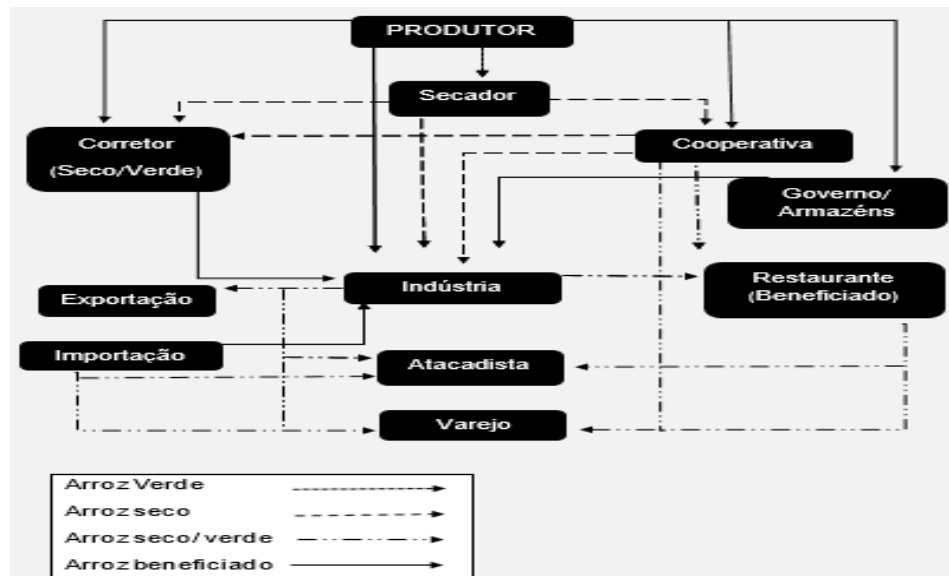 PRODUTOR
Secador
Corretor
(Seco/Verde)
Cooperativa
Governo/
Armazéns
Indústria
Restaurante
(Beneficiado)
Exportação
Importação
Atacadista
Varejo
Arroz Verde
Arroz seco
Arroz seco/verde
Arroz beneficiado